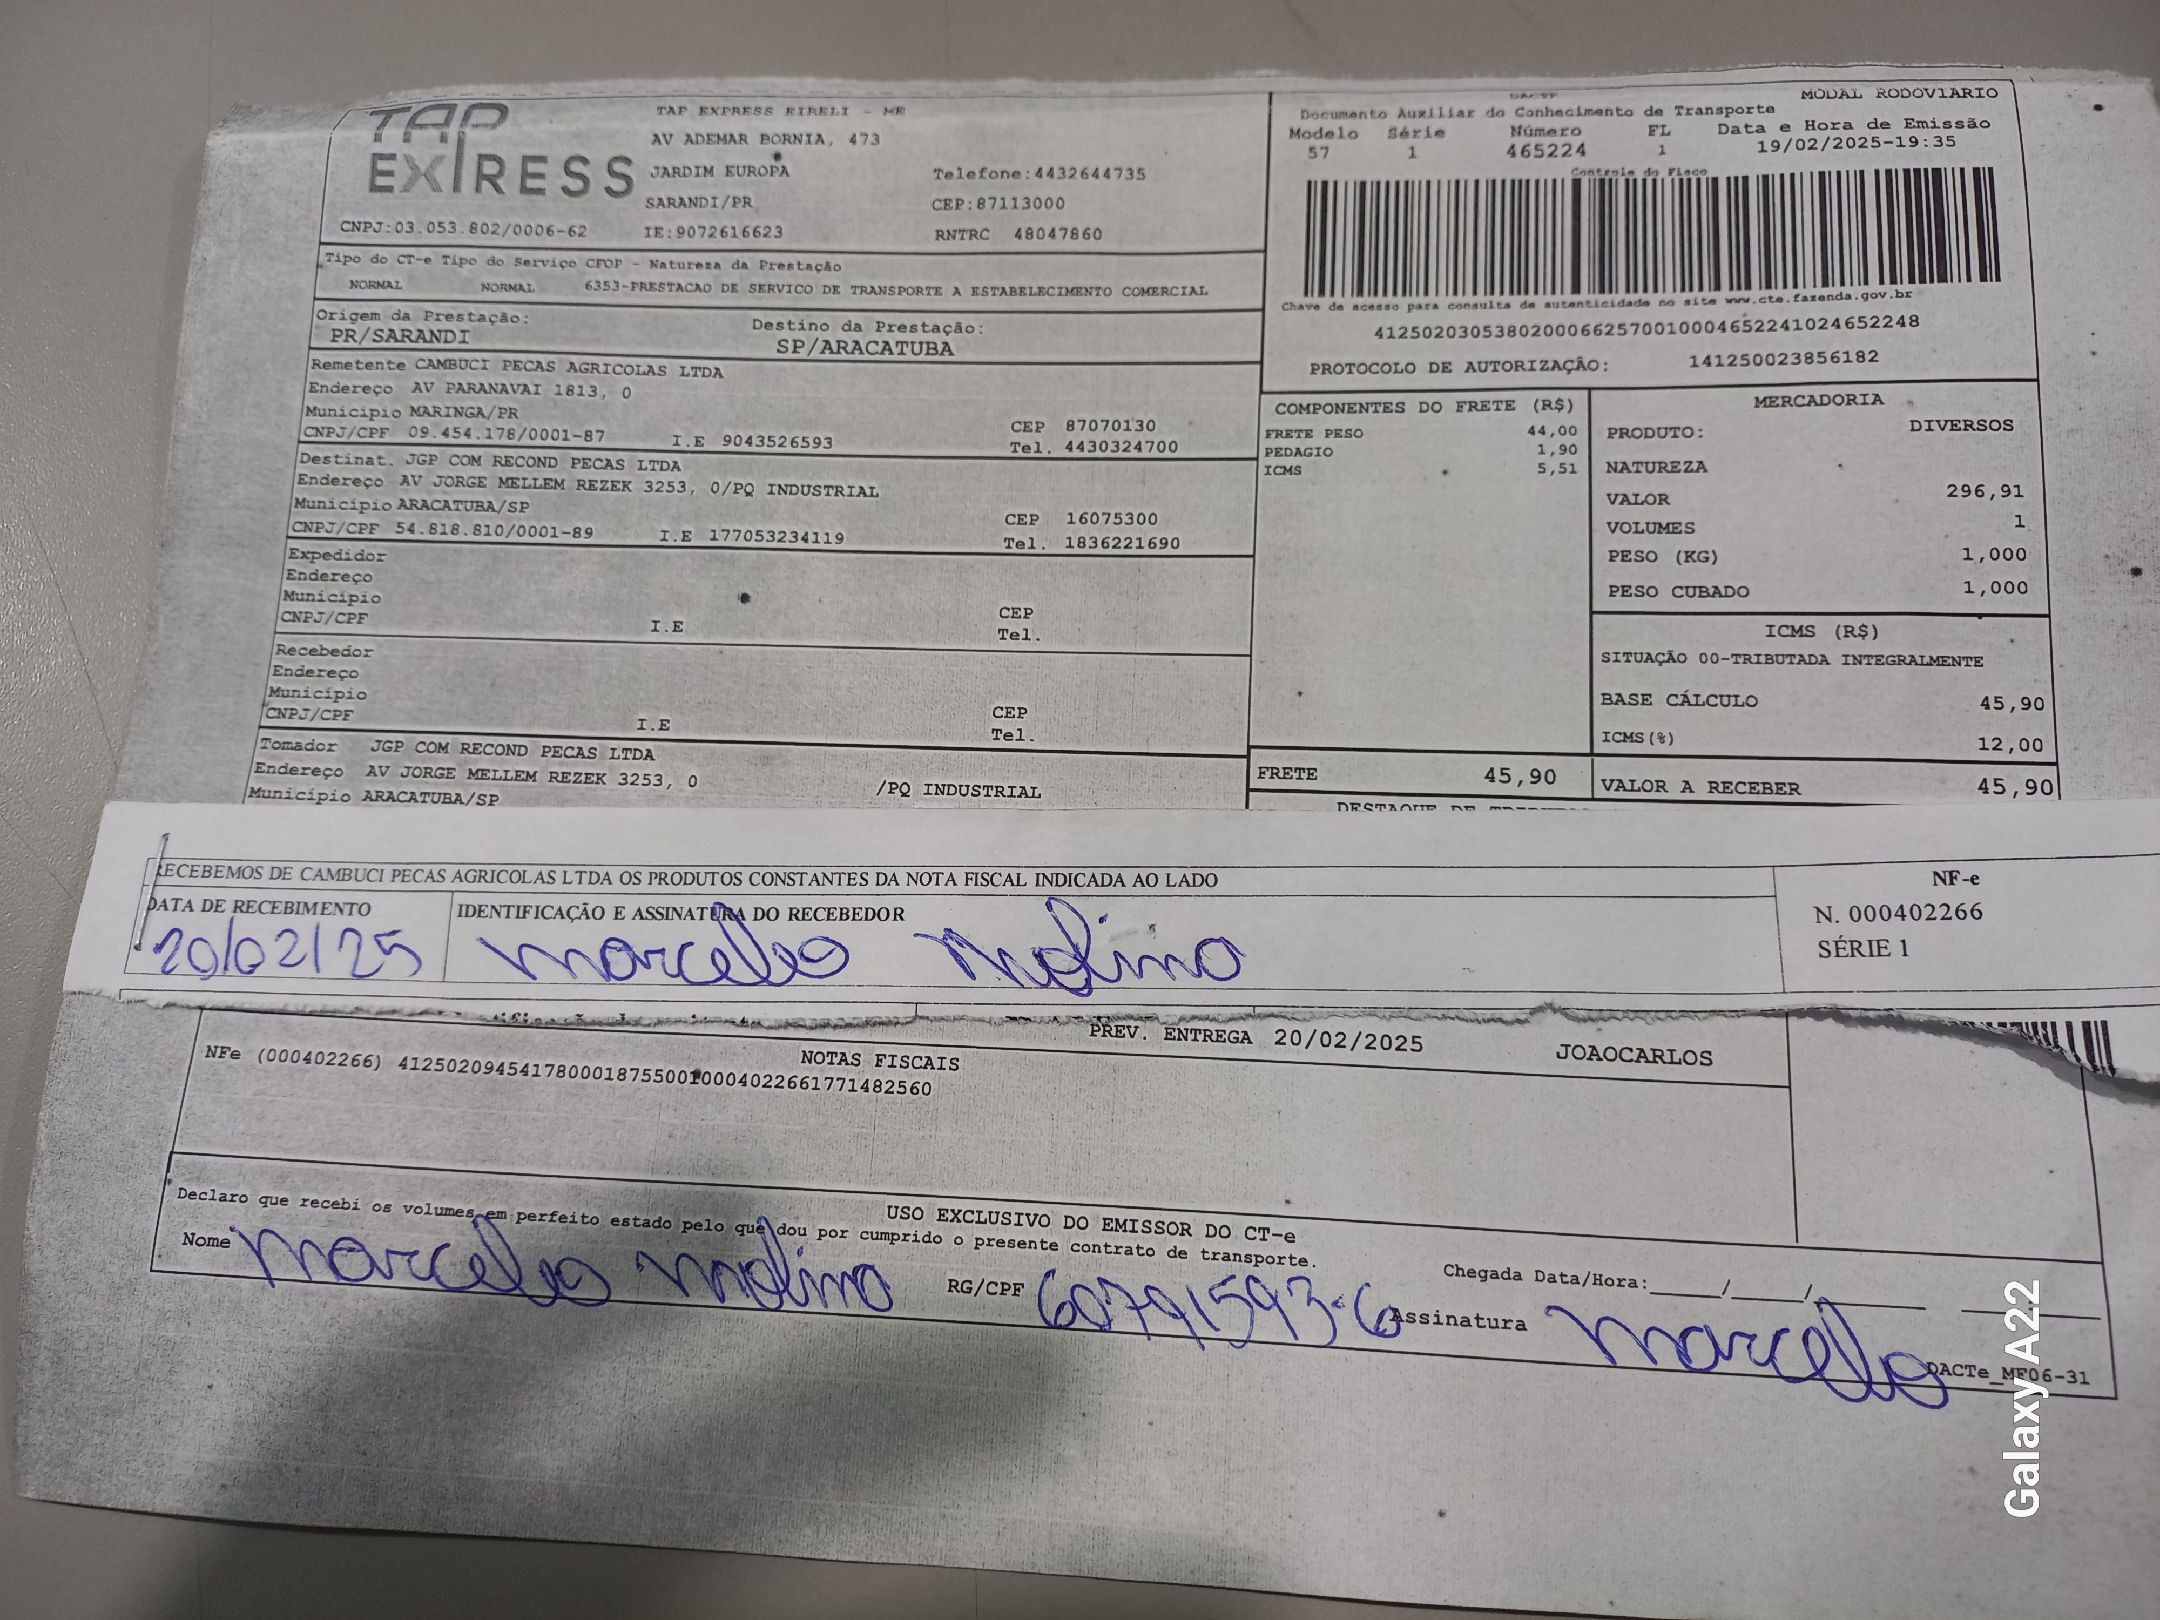 TAP EXPRESS
TAP EXPRESS EIRELI - ME
AV ADEMAR BORNIA, 473
JARDIM EUROPA Telefone:4432644735
SARANDI/PR CEP:87113000
CNPJ:03.053.802/0006-62 IE:9072616623 RNTRC 48047860
Tipo do CT-e Tipo do Serviço CFOP - Natureza da Prestação
NORMAL NORMAL 6353-PRESTACAO DE SERVICO DE TRANSPORTE A ESTABELECIMENTO COMERCIAL
Origem da Prestação: Destino da Prestação:
PR/SARANDI SP/ARACATUBA
Remetente CAMBUCI PECAS AGRICOLAS LTDA
Endereço AV PARANAVAI 1813, 0
Município MARINGA/PR CEP 87070130
CNPJ/CPF 09.454.178/0001-87 I.E 9043526593 Tel. 4430324700
Destinat. JGP COM RECOND PECAS LTDA
Endereço AV JORGE MELLEM REZEK 3253, 0/PQ INDUSTRIAL
Município ARACATUBA/SP CEP 16075300
CNPJ/CPF 54.818.810/0001-89 I.E 177053234119 Tel. 1836221690
Expedidor
Endereço
Município CEP
CNPJ/CPF I.E Tel.
Recebedor
Endereço
Município CEP
CNPJ/CPF I.E Tel.
Tomador JGP COM RECOND PECAS LTDA
Endereço AV JORGE MELLEM REZEK 3253, 0 /PQ INDUSTRIAL
Município ARACATUBA/SP
DACTE MODAL RODOVIARIO
Documento Auxiliar do Conhecimento de Transporte
Modelo Série Número FL Data e Hora de Emissão
57 1 465224 1 19/02/2025-19:35
Controle do Fisco
Chave de acesso para consulta de autenticidade no site www.cte.fazenda.gov.br
41250203053802000662570010004652241024652248
PROTOCOLO DE AUTORIZAÇÃO: 141250023856182
COMPONENTES DO FRETE (R$)
FRETE PESO 44,00
PEDAGIO 1,90
ICMS 5,51
FRETE 45,90
MERCADORIA
PRODUTO: DIVERSOS
NATUREZA
VALOR 296,91
VOLUMES 1
PESO (KG) 1,000
PESO CUBADO 1,000
ICMS (R$)
SITUAÇÃO 00-TRIBUTADA INTEGRALMENTE
BASE CÁLCULO 45,90
ICMS(%) 12,00
VALOR A RECEBER 45,90
RECEBEMOS DE CAMBUCI PECAS AGRICOLAS LTDA OS PRODUTOS CONSTANTES DA NOTA FISCAL INDICADA AO LADO
DATA DE RECEBIMENTO IDENTIFICAÇÃO E ASSINATURA DO RECEBEDOR
20/02/25 Marcello Molino
NF-e
N. 000402266
SÉRIE 1
PREV. ENTREGA 20/02/2025 JOAOCARLOS
NOTAS FISCAIS
NFe (000402266) 41250209454178000187550010004022661771482560
USO EXCLUSIVO DO EMISSOR DO CT-e
Declaro que recebi os volumes em perfeito estado pelo que dou por cumprido o presente contrato de transporte.
Nome Marcello Molino RG/CPF 60791593-6 Chegada Data/Hora:_____/_____/_______
Assinatura Marcello
DACTe_MF06-31
Galaxy A22